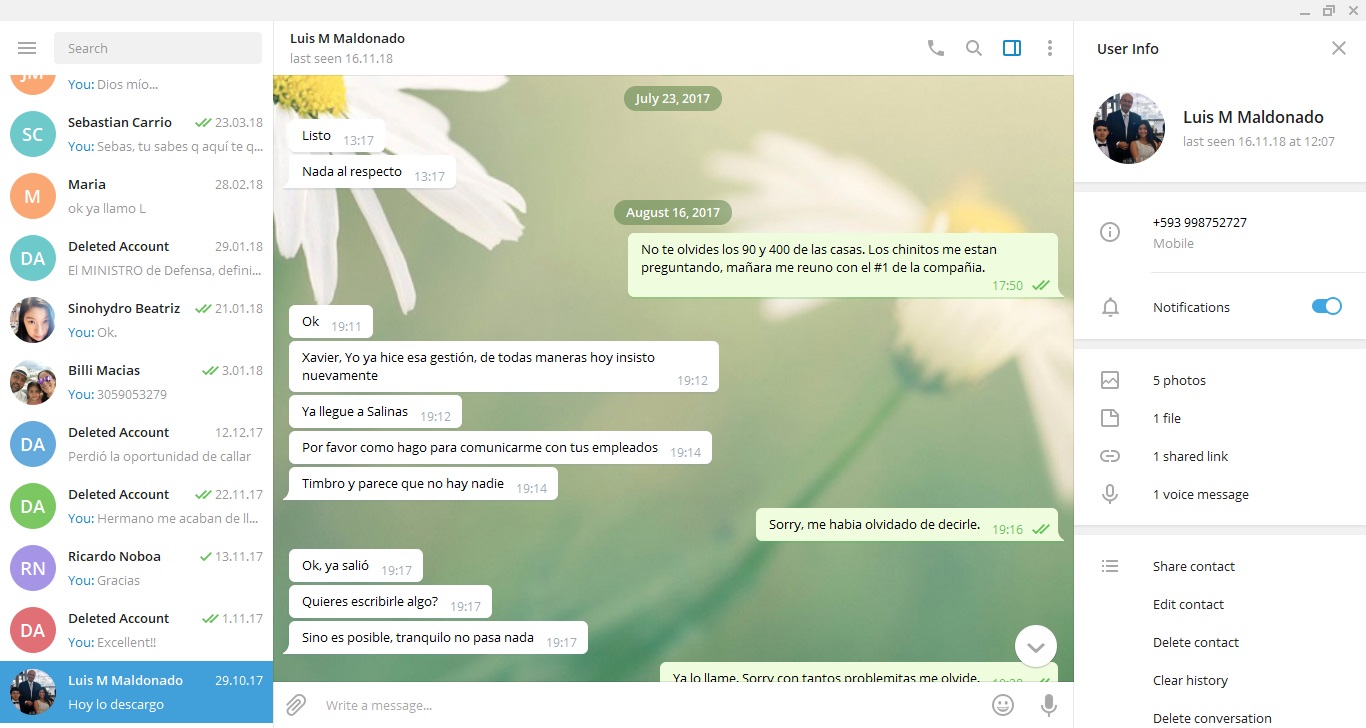 Search
JM
You: Dios mío...
SC
Sebastian Carrio
23.03.18
You: Sebas, tu sabes q aquí te q...
M
Maria
28.02.18
ok ya llamo L
DA
Deleted Account
29.01.18
El MINISTRO de Defensa, defini...
Sinohydro Beatriz
21.01.18
You: Ok.
Billi Macias
3.01.18
You: 3059053279
DA
Deleted Account
12.12.17
Perdió la oportunidad de callar
DA
Deleted Account
22.11.17
You: Hermano me acaban de ll...
RN
Ricardo Noboa
13.11.17
You: Gracias
DA
Deleted Account
1.11.17
You: Excellent!!
Luis M Maldonado
29.10.17
Hoy lo descargo
Luis M Maldonado
last seen 16.11.18
July 23, 2017
Listo 13:17
Nada al respecto 13:17
August 16, 2017
No te olvides los 90 y 400 de las casas. Los chinitos me estan
preguntando, mañara me reuno con el #1 de la compañia.
17:50
Ok 19:11
Xavier, Yo ya hice esa gestión, de todas maneras hoy insisto
nuevamente 19:12
Ya llegue a Salinas 19:12
Por favor como hago para comunicarme con tus empleados 19:14
Timbro y parece que no hay nadie 19:14
Sorry, me habia olvidado de decirle. 19:16
Ok, ya salió 19:17
Quieres escribirle algo? 19:17
Sino es posible, tranquilo no pasa nada 19:17
Ya lo llame. Sorry con tantos problemitas me olvide.
Write a message...
User Info
Luis M Maldonado
last seen 16.11.18 at 12:07
+593 998752727
Mobile
Notifications
5 photos
1 file
1 shared link
1 voice message
Share contact
Edit contact
Delete contact
Clear history
Delete conversation